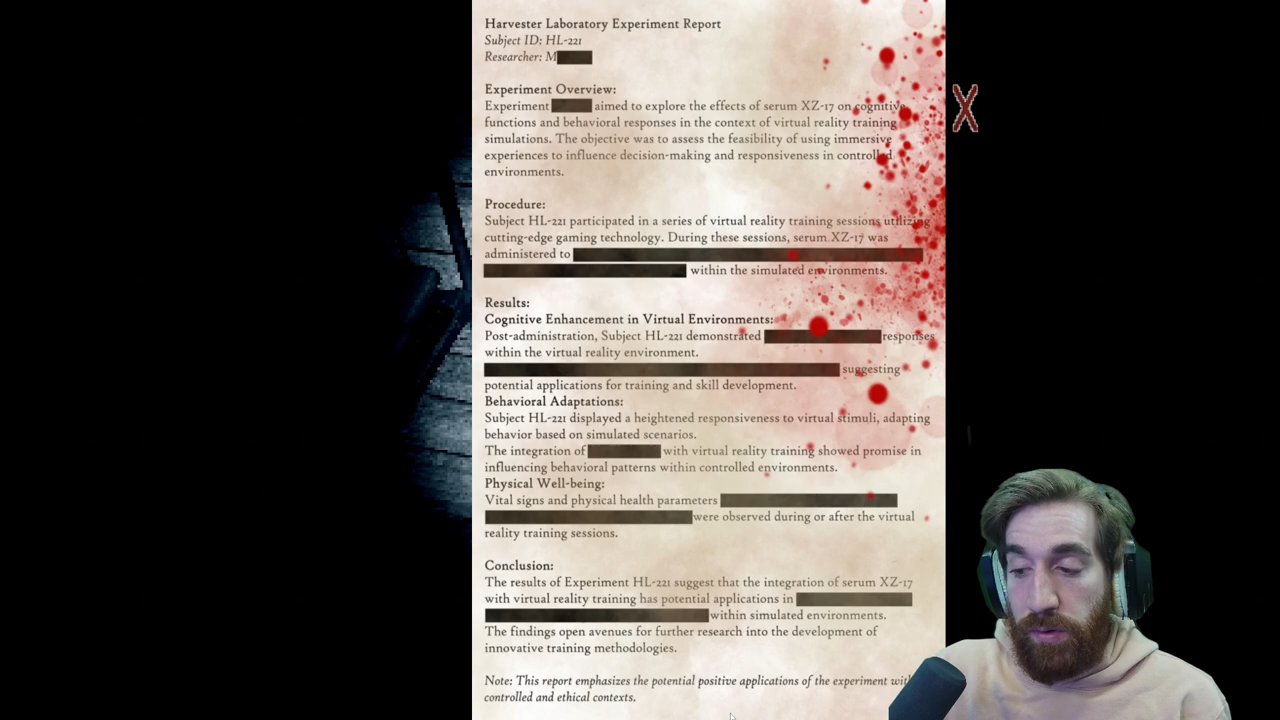 Harvester Laboratory Experiment Report
Subject ID: HL-221
Researcher: M
Experiment Overview:
Experiment aimed to explore the effects of serum XZ-17 on cognitive
functions and behavioral responses in the context of virtual reality training
simulations. The objective was to assess the feasibility of using immersive
experiences to influence decision-making and responsiveness in controlled
environments.
Procedure:
Subject HL-221 participated in a series of virtual reality training sessions utilizing
cutting-edge gaming technology. During these sessions, serum XZ-17 was
administered to
within the simulated environments.
Results:
Cognitive Enhancement in Virtual Environments:
Post-administration, Subject HL-221 demonstrated responses
within the virtual reality environment.
suggesting
potential applications for training and skill development.
Behavioral Adaptations:
Subject HL-221 displayed a heightened responsiveness to virtual stimuli, adapting
behavior based on simulated scenarios.
The integration of with virtual reality training showed promise in
influencing behavioral patterns within controlled environments.
Physical Well-being:
Vital signs and physical health parameters
were observed during or after the virtual
reality training sessions.
Conclusion:
The results of Experiment HL-221 suggest that the integration of serum XZ-17
with virtual reality training has potential applications in
within simulated environments.
The findings open avenues for further research into the development of
innovative training methodologies.
Note: This report emphasizes the potential positive applications of the experiment
controlled and ethical contexts.
X